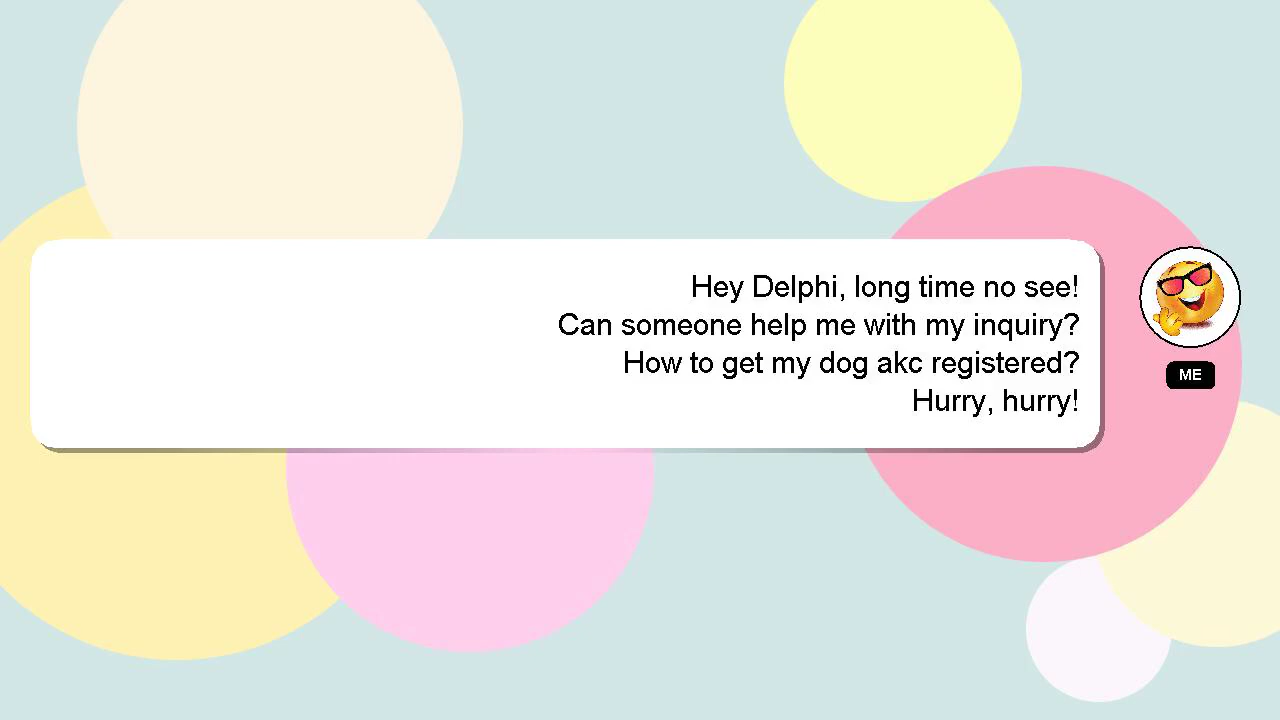 Hey Delphi, long time no see!
Can someone help me with my inquiry?
How to get my dog akc registered?
Hurry, hurry!
ME